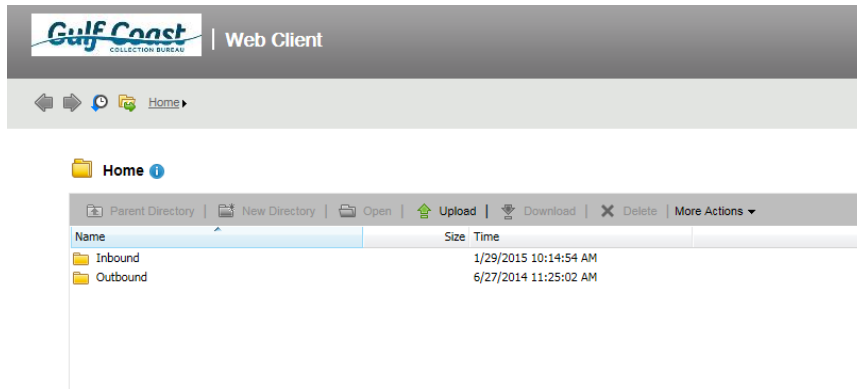 Gulf Coast
COLLECTION BUREAU
| Web Client
Home
Home
Parent Directory | New Directory | Open | Upload | Download | Delete | More Actions
Name Size Time
Inbound 1/29/2015 10:14:54 AM
Outbound 6/27/2014 11:25:02 AM